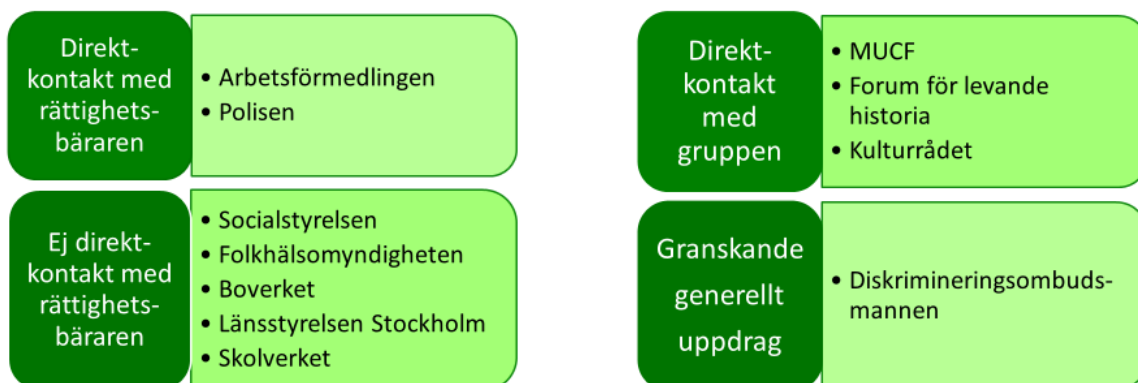 Direkt-
kontakt med
rättighets-
bäraren
• Arbetsförmedlingen
• Polisen
Direkt-
kontakt
med
gruppen
• MUCF
• Forum för levande
historia
• Kulturrådet
Ej direkt-
kontakt med
rättighets-
bäraren
• Socialstyrelsen
• Folkhälsomyndigheten
• Boverket
• Länsstyrelsen Stockholm
• Skolverket
Granskande
generellt
uppdrag
• Diskrimineringsombuds-
mannen